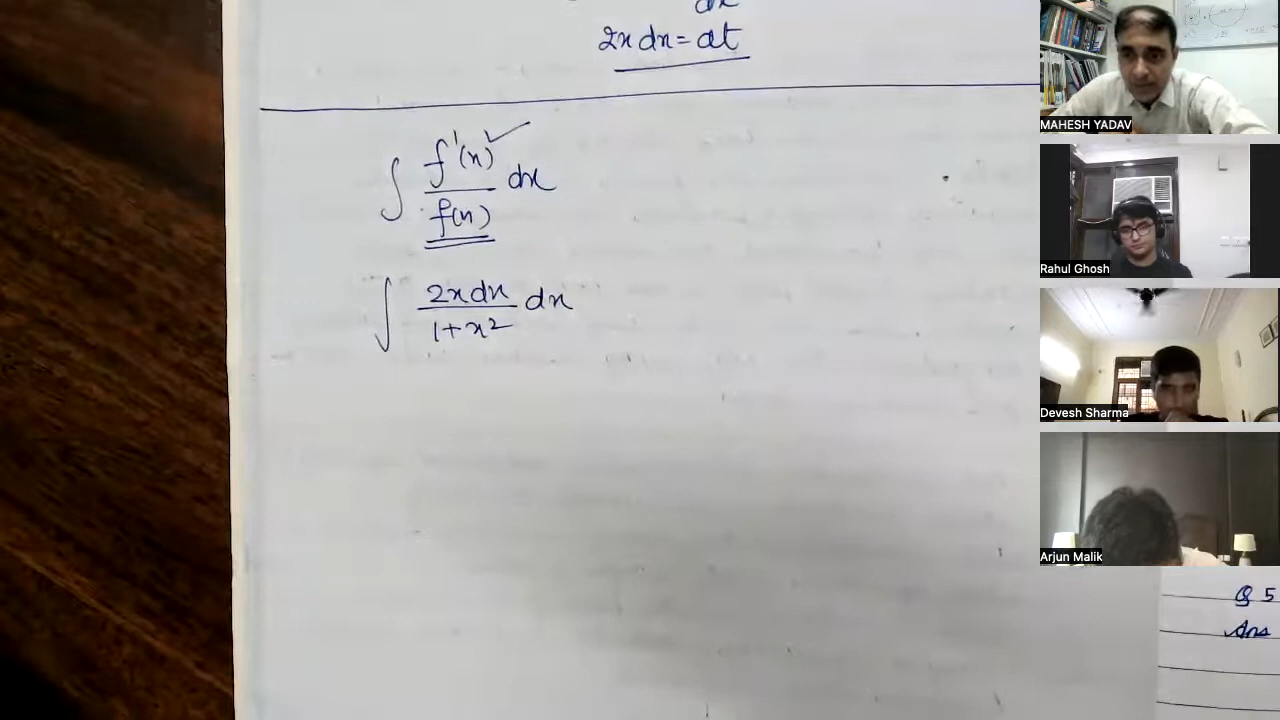 dx
2x dx = dt
∫ f'(x) / f(x) dx
∫ 2x dx / 1+x² dx
MAHESH YADAV
Rahul Ghosh
Devesh Sharma
Arjun Malik
Q 5
Ans